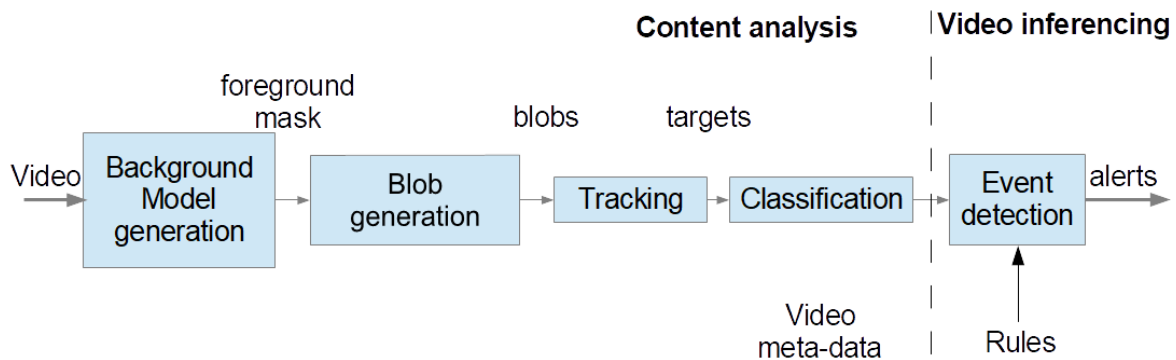 Content analysis
Video inferencing
foreground
mask
blobs
targets
Video
Background
Model
generation
Blob
generation
Tracking
Classification
Event
detection
alerts
Video
meta-data
Rules